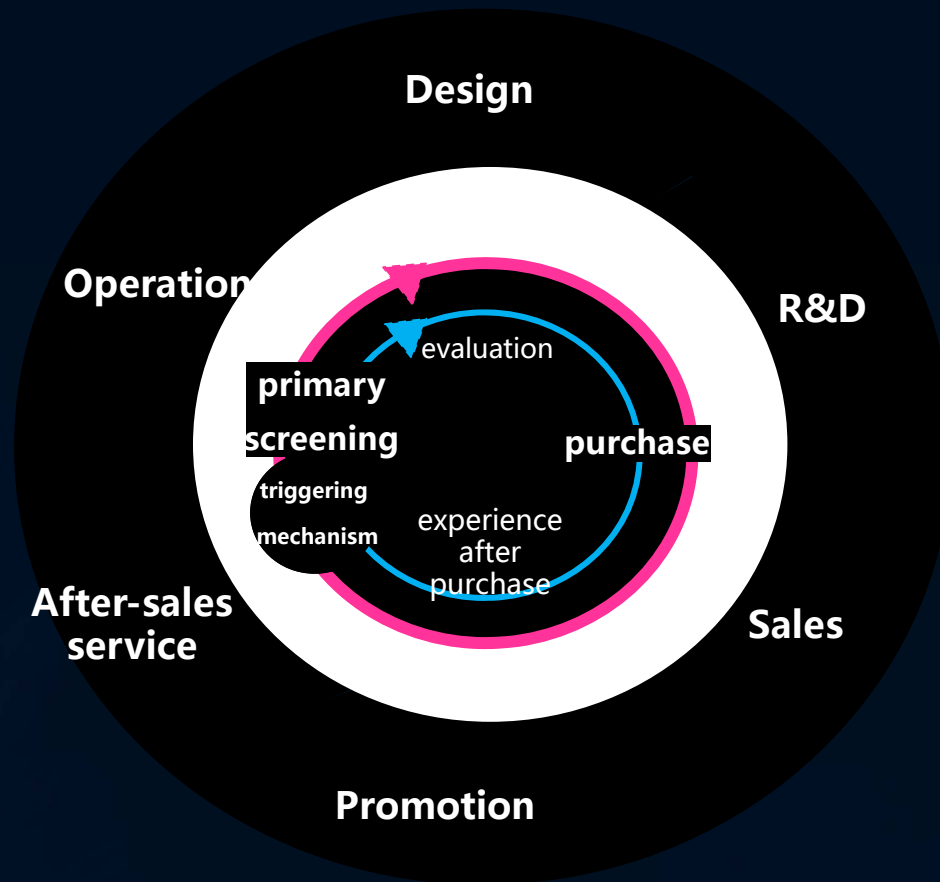 Design
Operation
R&D
evaluation
primary
screening
purchase
triggering
mechanism
experience
after
purchase
After-sales
service
Sales
Promotion